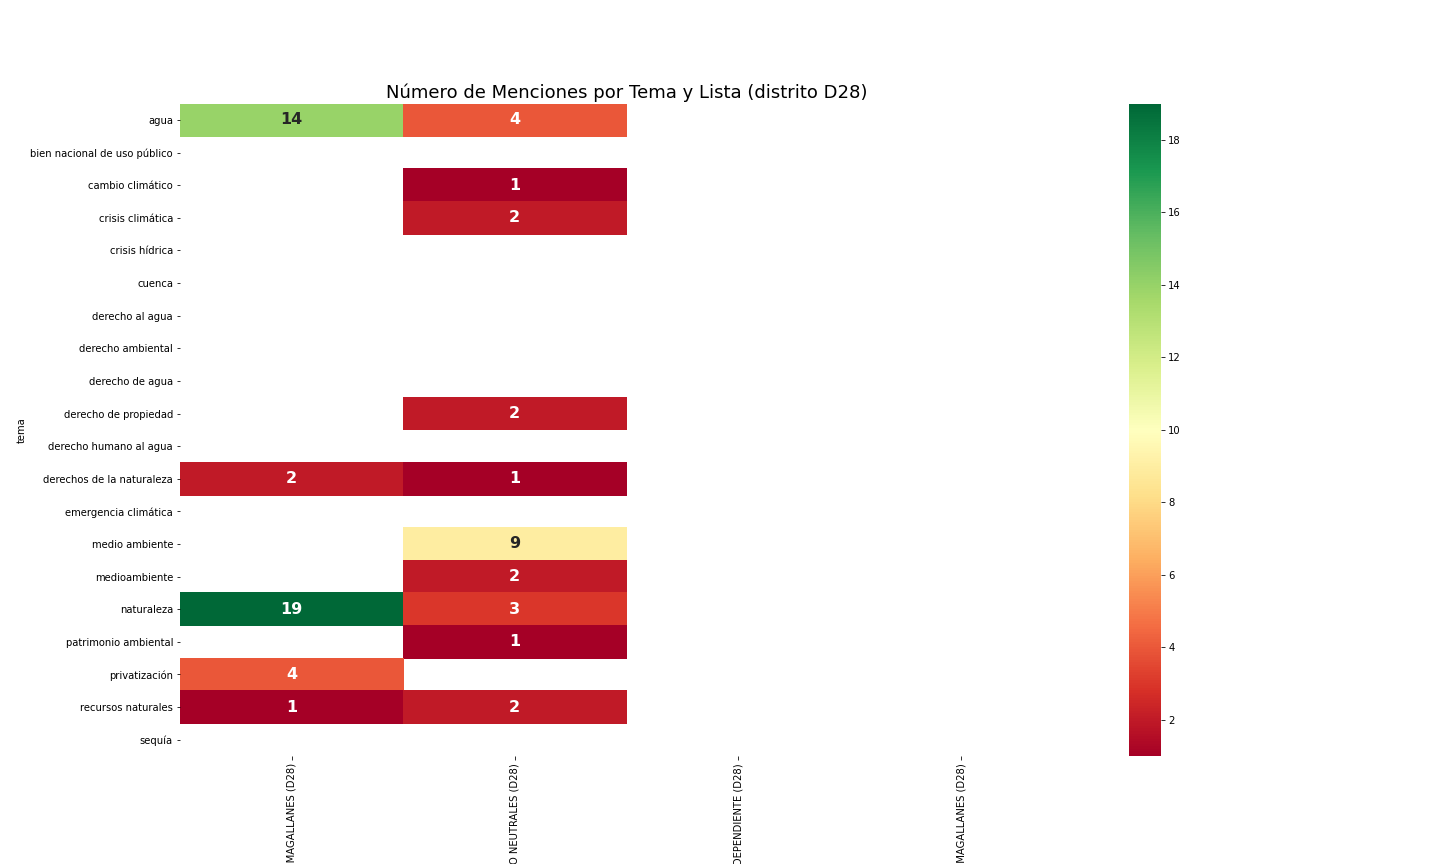 Número de Menciones por Tema y Lista (distrito D28)
agua 14 4
bien nacional de uso público
cambio climático 1
crisis climática 2
crisis hídrica
cuenca
derecho al agua
derecho ambiental
derecho de agua
derecho de propiedad 2
derecho humano al agua
derechos de la naturaleza 2 1
emergencia climática
medio ambiente 9
medioambiente 2
naturaleza 19 3
patrimonio ambiental 1
privatización 4
recursos naturales 1 2
sequía
tema
MAGALLANES (D28)
O NEUTRALES (D28)
DEPENDIENTE (D28)
MAGALLANES (D28)
18
16
14
12
10
8
6
4
2